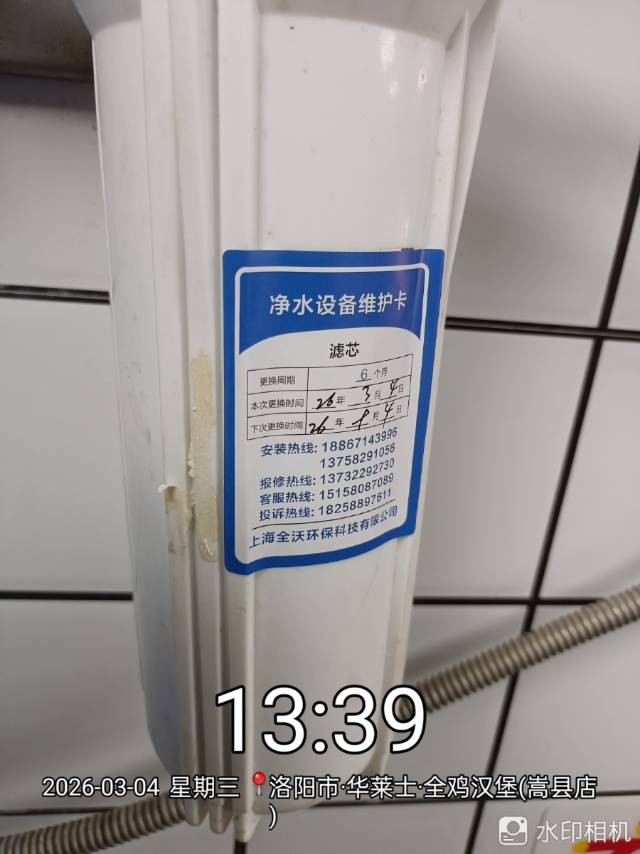 净水设备维护卡
滤芯
更换周期 6 个月
本次更换时间 26 年 3 月 4 日
下次更换时间 26 年 月 4 日
安装热线: 18867143996
13758291056
报修热线: 13732292730
客服热线: 15158087089
投诉热线: 18258897611
上海全沃环保科技有限公司
13:39
2026-03-04 星期三 📍洛阳市·华莱士·全鸡汉堡(嵩县店
)
水印相机